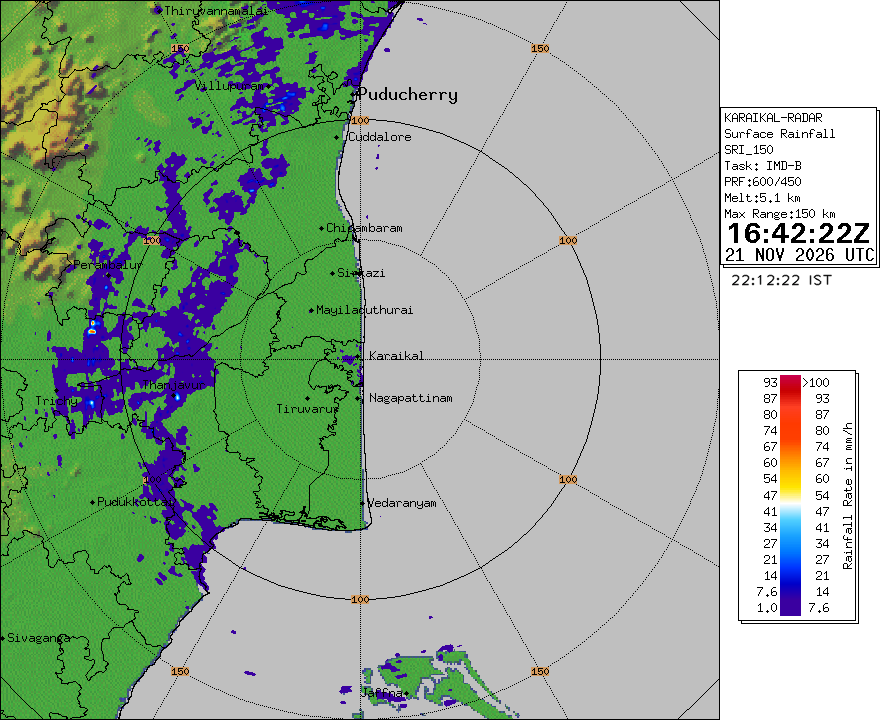 Thiruvannamalai
150
150
Villupuram
Puducherry
100
Cuddalore
Chidambaram
100
100
Perambalur
Sirkazi
Mayiladuthurai
Karaikal
Thanjavur
Trichy
Tiruvarur
Nagapattinam
100
100
Pudukkottai
Vedaranyam
100
Sivaganga
150
150
Jaffna
KARAIKAL-RADAR
Surface Rainfall
SRI_150
Task: IMD-B
PRF:600/450
Melt:5.1 km
Max Range:150 km
16:42:22Z
21 NOV 2026 UTC
22:12:22 IST
93 >100
87 93
80 87
74 80
67 74
60 67
54 60
47 54
41 47
34 41
27 34
21 27
14 21
7.6 14
1.0 7.6
Rainfall Rate in mm/h